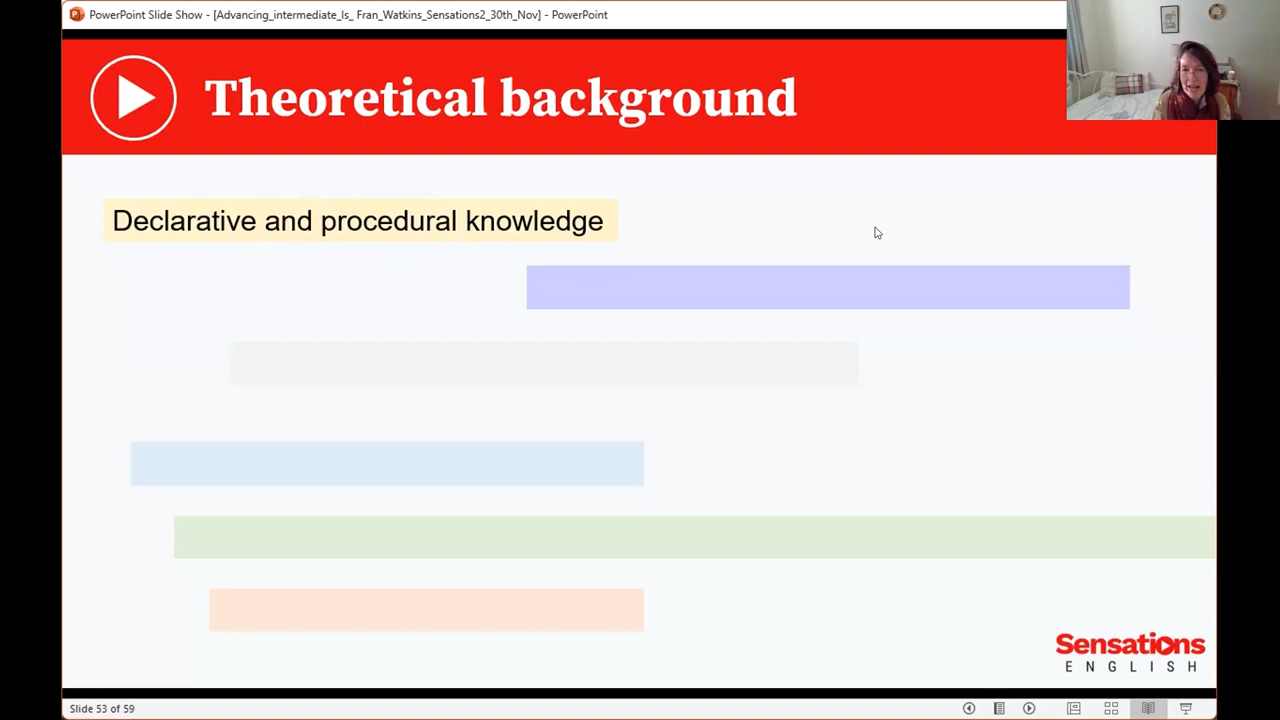 PowerPoint Slide Show - [Advancing_intermediate_ls_ Fran_Watkins_Sensations2_30th_Nov] - PowerPoint
Theoretical background
Declarative and procedural knowledge
Sensations
ENGLISH
Slide 53 of 59